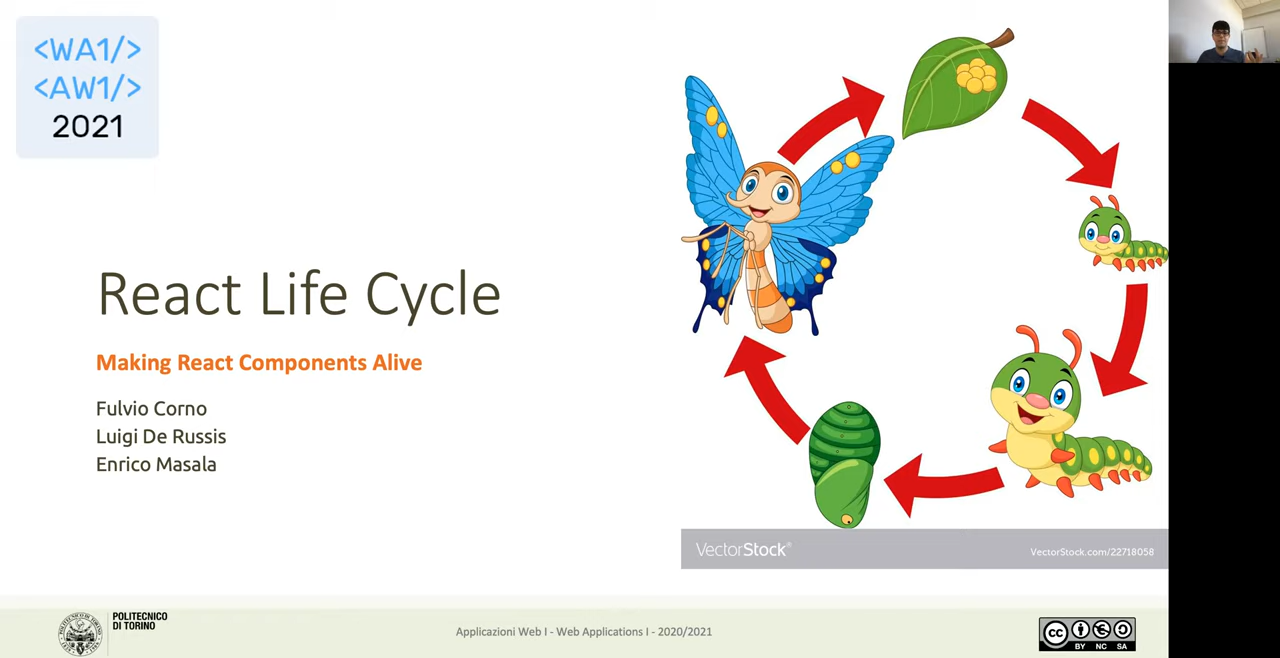 <WA1/>
<AW1/>
2021
React Life Cycle
Making React Components Alive
Fulvio Corno
Luigi De Russis
Enrico Masala
VectorStock®
VectorStock.com/22718058
POLITECNICO
DI TORINO
Applicazioni Web I - Web Applications I - 2020/2021
cc
BY NC SA